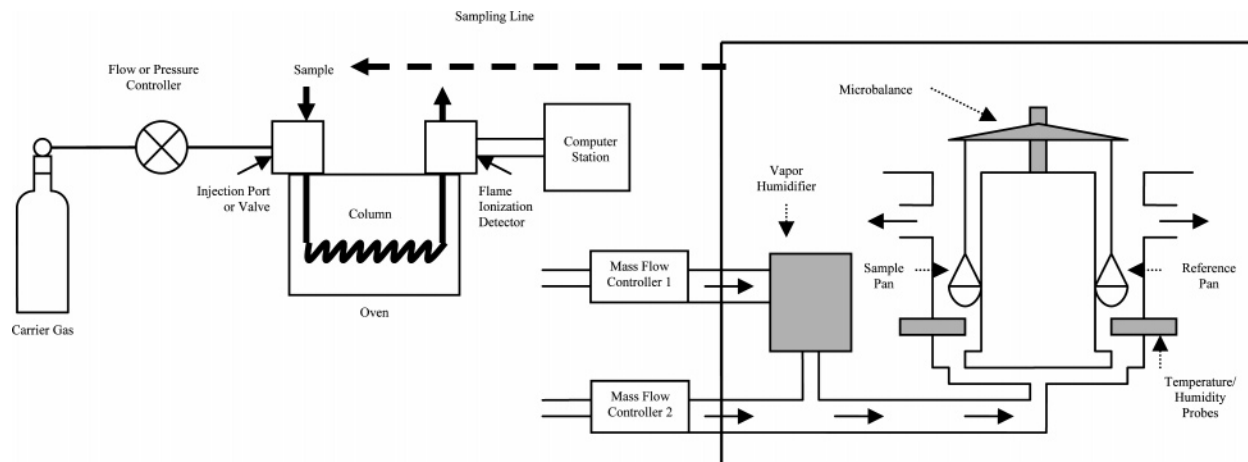 Sampling Line
Flow or Pressure
Controller
Sample
Computer
Station
Injection Port
or Valve
Column
Flame
Ionization
Detector
Oven
Carrier Gas
Microbalance
Vapor
Humidifier
Mass Flow
Controller 1
Sample
Pan
Reference
Pan
Mass Flow
Controller 2
Temperature/
Humidity
Probes